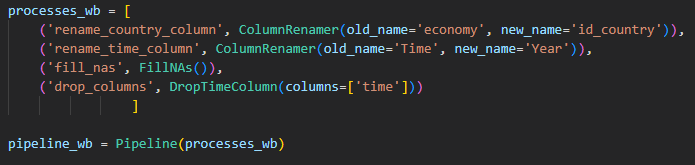 processes_wb = [
('rename_country_column', ColumnRenamer(old_name='economy', new_name='id_country')),
('rename_time_column', ColumnRenamer(old_name='Time', new_name='Year')),
('fill_nas', FillNAs()),
('drop_columns', DropTimeColumn(columns=['time']))
]
pipeline_wb = Pipeline(processes_wb)